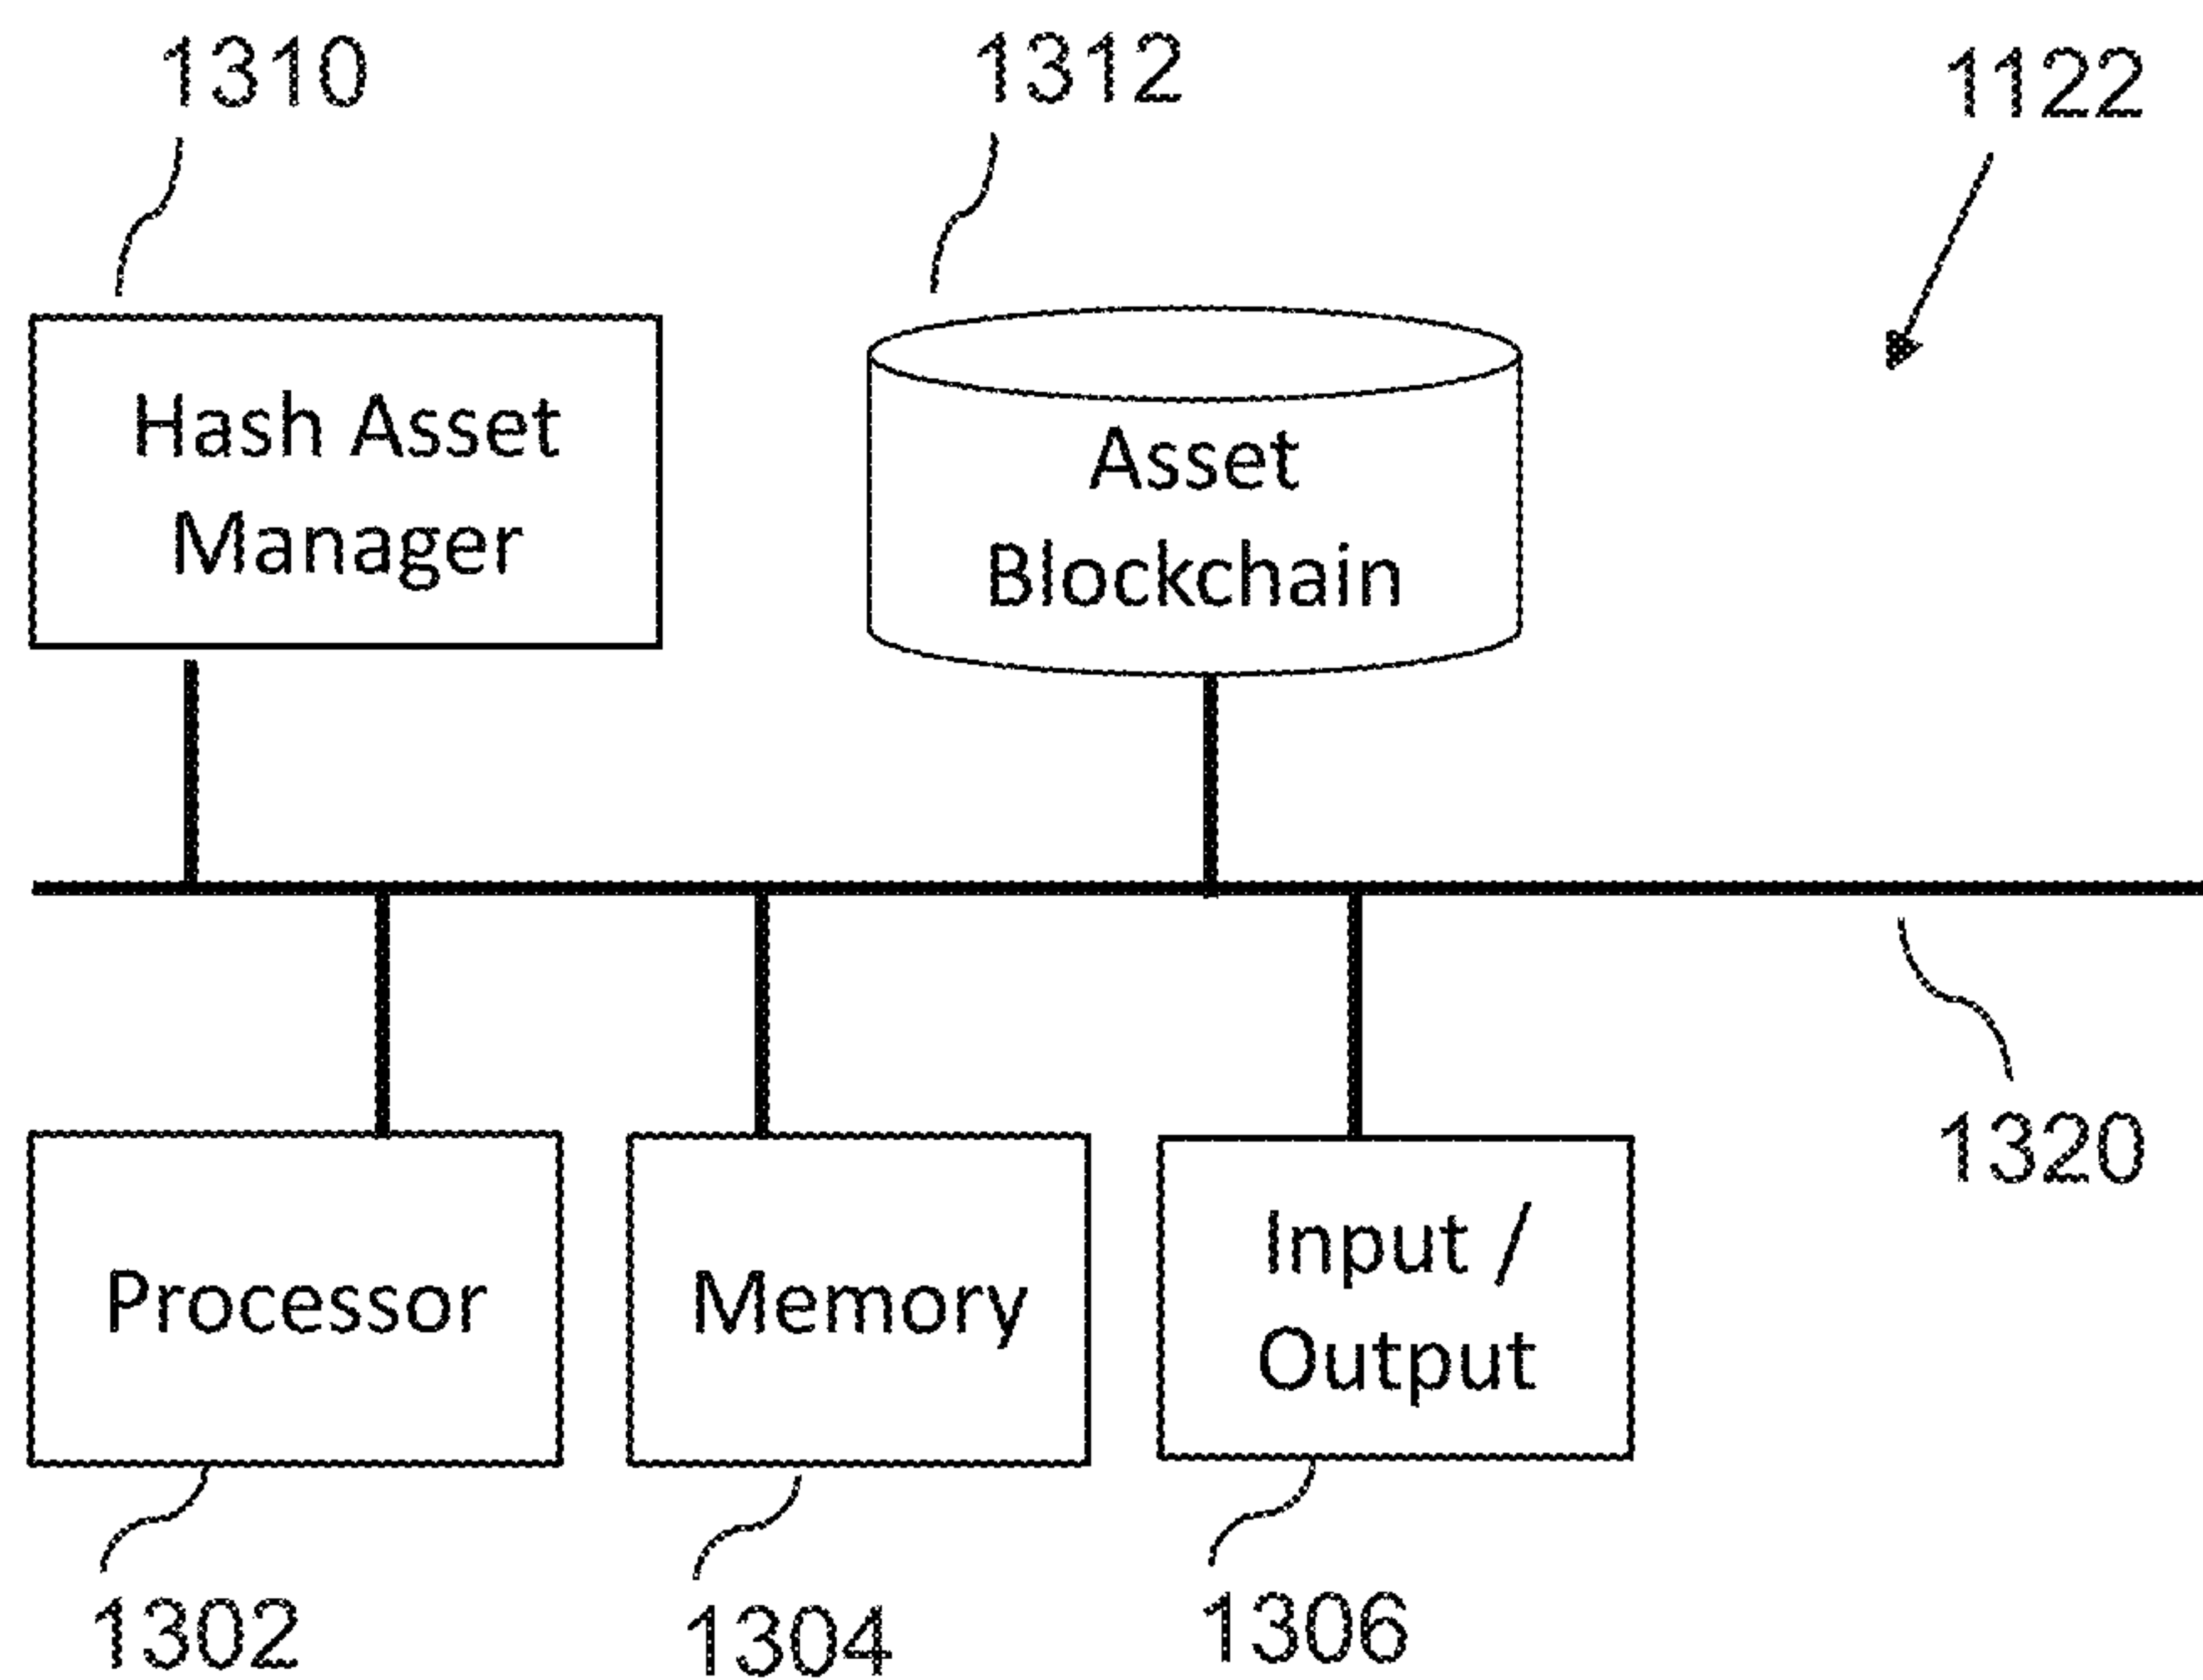 1310
1312
1122
Hash Asset
Manager
Asset
Blockchain
1320
Processor
Memory
Input /
Output
1302
1304
1306